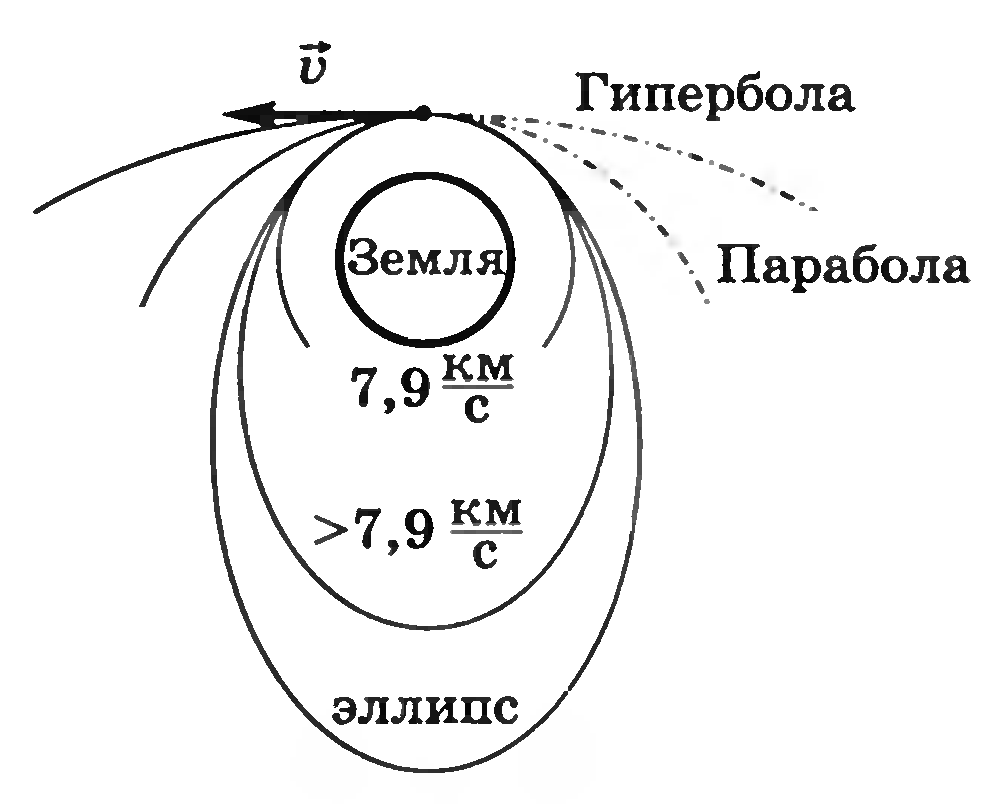 v⃗
Гипербола
Земля
Парабола
7,9 км/с
>7,9 км/с
эллипс